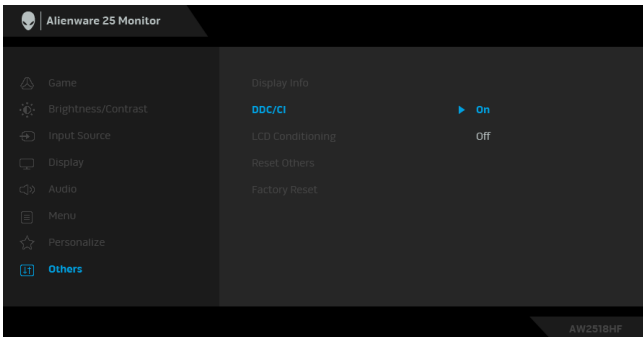 Alienware 25 Monitor
Game
Brightness/Contrast
Input Source
Display
Audio
Menu
Personalize
Others
Display Info
DDC/CI On
LCD Conditioning Off
Reset Others
Factory Reset
AW2518HF